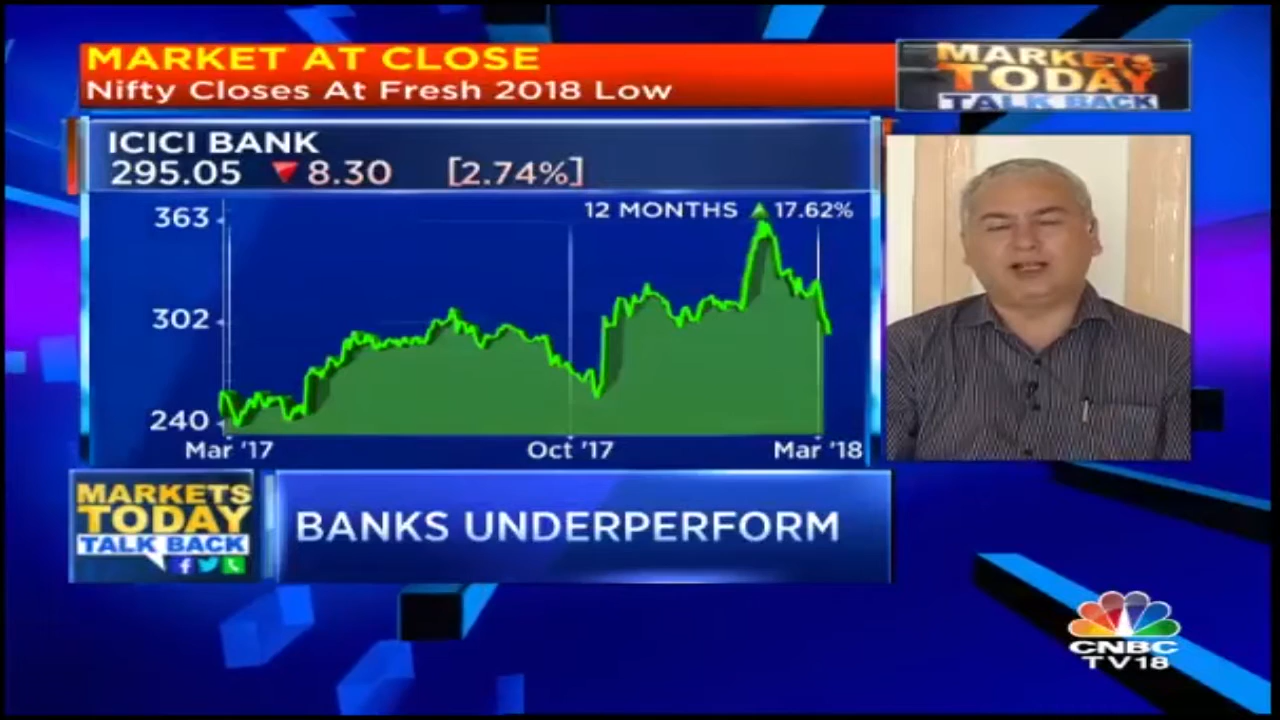 MARKET AT CLOSE
Nifty Closes At Fresh 2018 Low
MARKETS
TODAY
TALK BACK
ICICI BANK
295.05 ▼ 8.30 [2.74%]
12 MONTHS ▲ 17.62%
363
302
240
Mar '17 Oct '17 Mar '18
MARKETS
TODAY
TALK BACK
BANKS UNDERPERFORM
CNBC
TV18